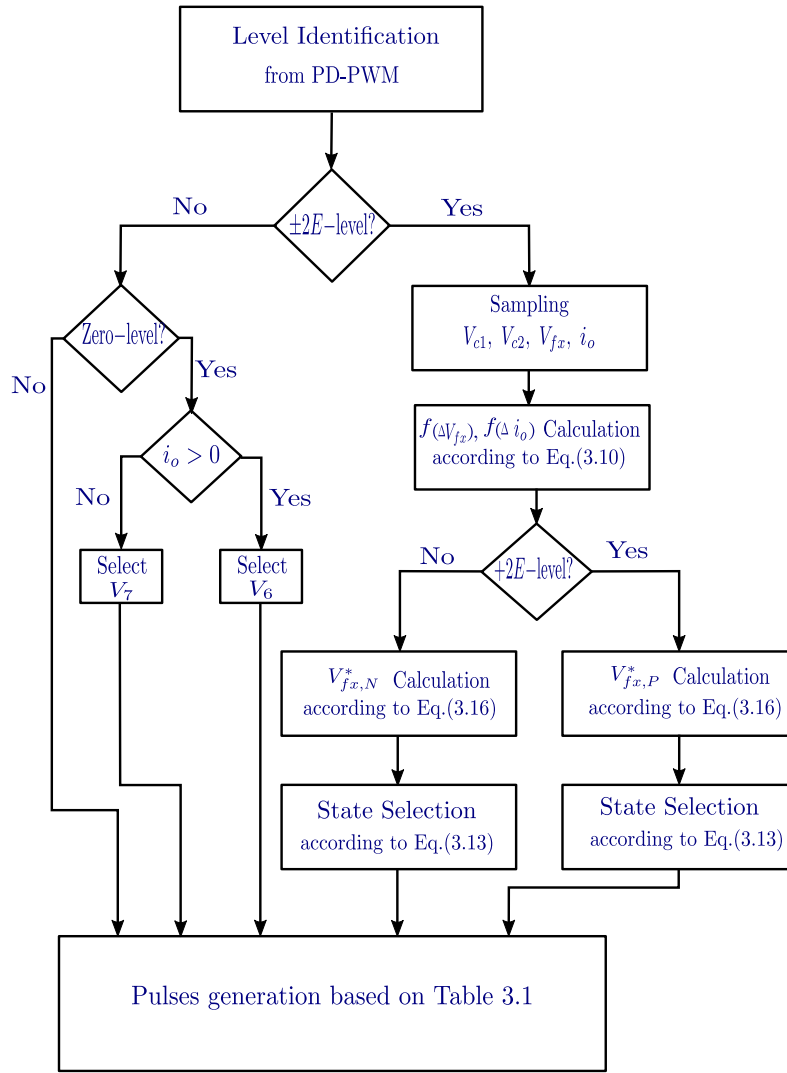 Level Identification
from PD-PWM
No
Yes
±2E−level?
Sampling
V_{c1}, V_{c2}, V_{fx}, i_o
Zero−level?
No
Yes
f(ΔV_{fx}), f(Δ i_o) Calculation
according to Eq.(3.10)
i_o > 0
No
Yes
+2E−level?
No
Yes
Select
V_7
Select
V_6
V^*_{fx,N} Calculation
according to Eq.(3.16)
V^*_{fx,P} Calculation
according to Eq.(3.16)
State Selection
according to Eq.(3.13)
State Selection
according to Eq.(3.13)
Pulses generation based on Table 3.1